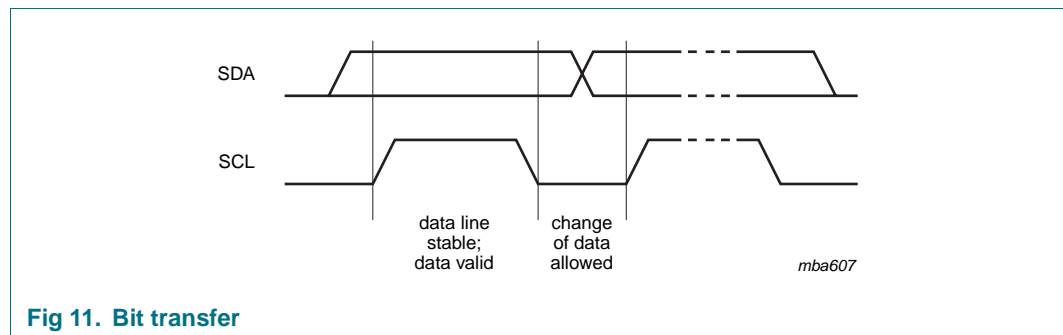 SDA
SCL
data line
stable;
data valid
change
of data
allowed
mba607
Fig 11. Bit transfer